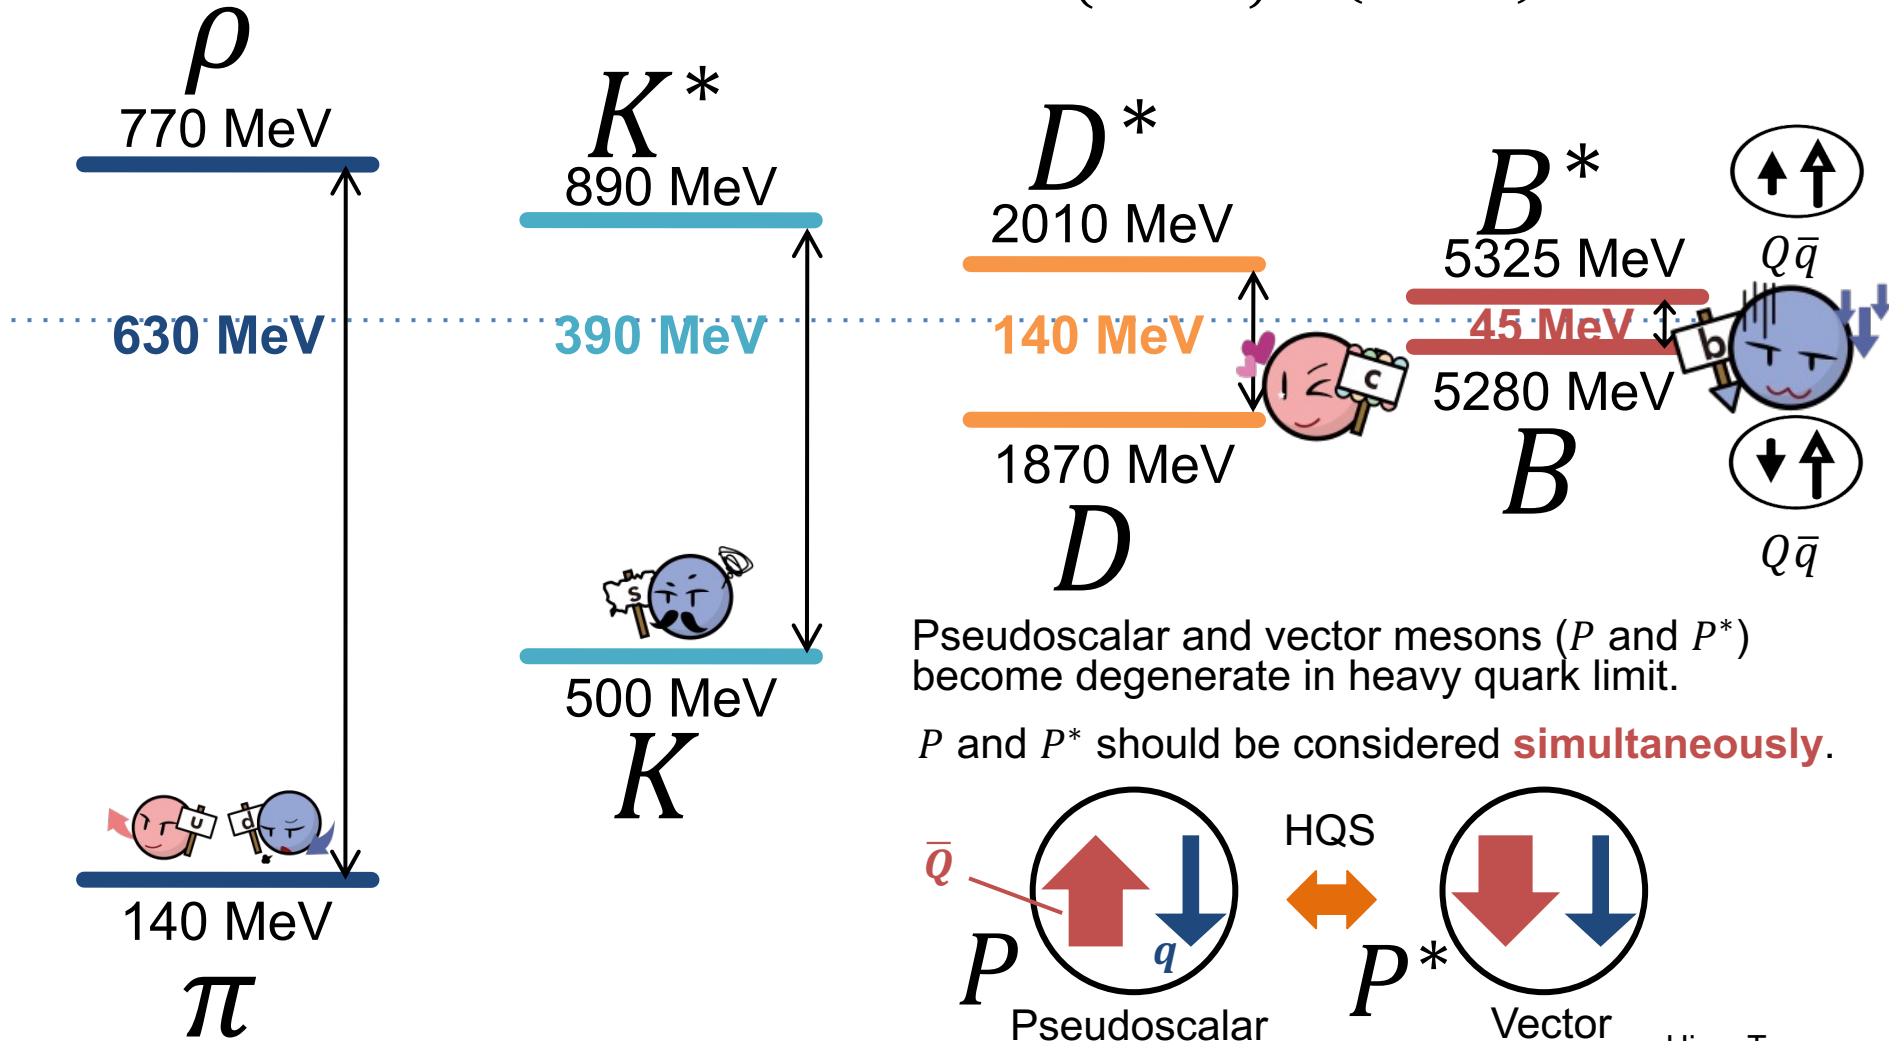 ρ
770 MeV
630 MeV
u
d
140 MeV
π
K*
890 MeV
390 MeV
s
500 MeV
K
D*
2010 MeV
140 MeV
c
1870 MeV
D
B*
5325 MeV
45 MeV
b
5280 MeV
B
Qq̄
Qq̄
Pseudoscalar and vector mesons (P and P*)
become degenerate in heavy quark limit.
P and P* should be considered simultaneously.
Q̄
q
P
Pseudoscalar
HQS
P*
Vector